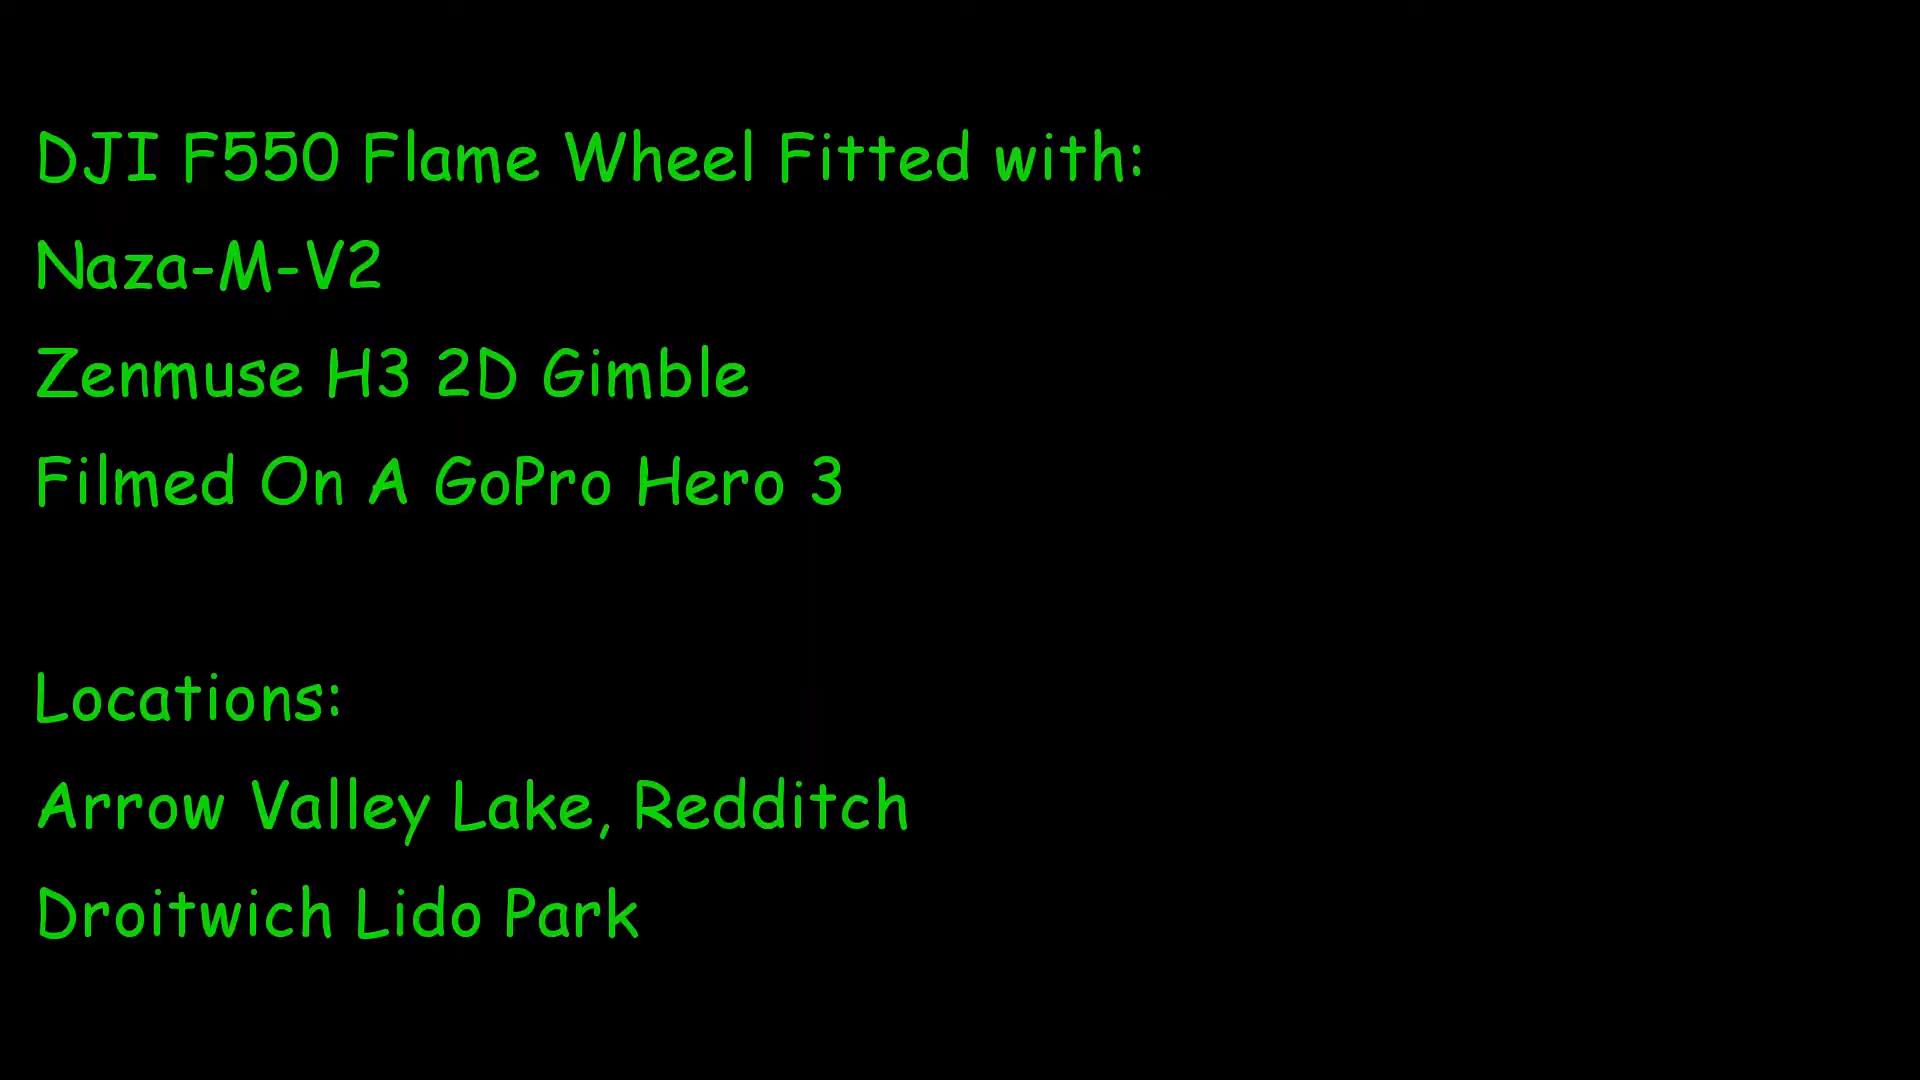 DJI F550 Flame Wheel Fitted with:
Naza-M-V2
Zenmuse H3 2D Gimble
Filmed On A GoPro Hero 3
Locations:
Arrow Valley Lake, Redditch
Droitwich Lido Park